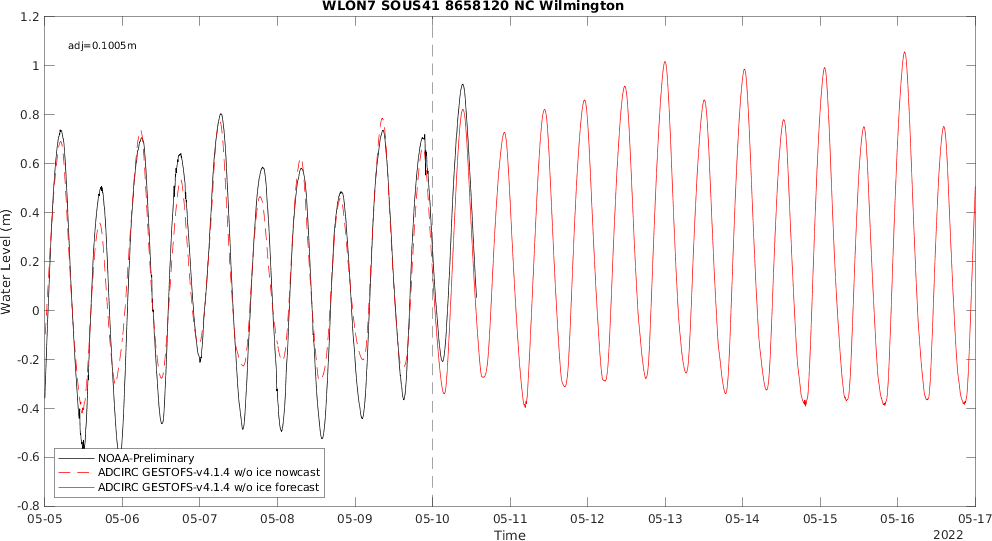 WLON7 SOUS41 8658120 NC Wilmington
1.2
1
0.8
0.6
0.4
0.2
0
-0.2
-0.4
-0.6
-0.8
Water Level (m)
adj=0.1005m
NOAA-Preliminary
ADCIRC GESTOFS-v4.1.4 w/o ice nowcast
ADCIRC GESTOFS-v4.1.4 w/o ice forecast
05-05 05-06 05-07 05-08 05-09 05-10 05-11 05-12 05-13 05-14 05-15 05-16 05-17
Time
2022